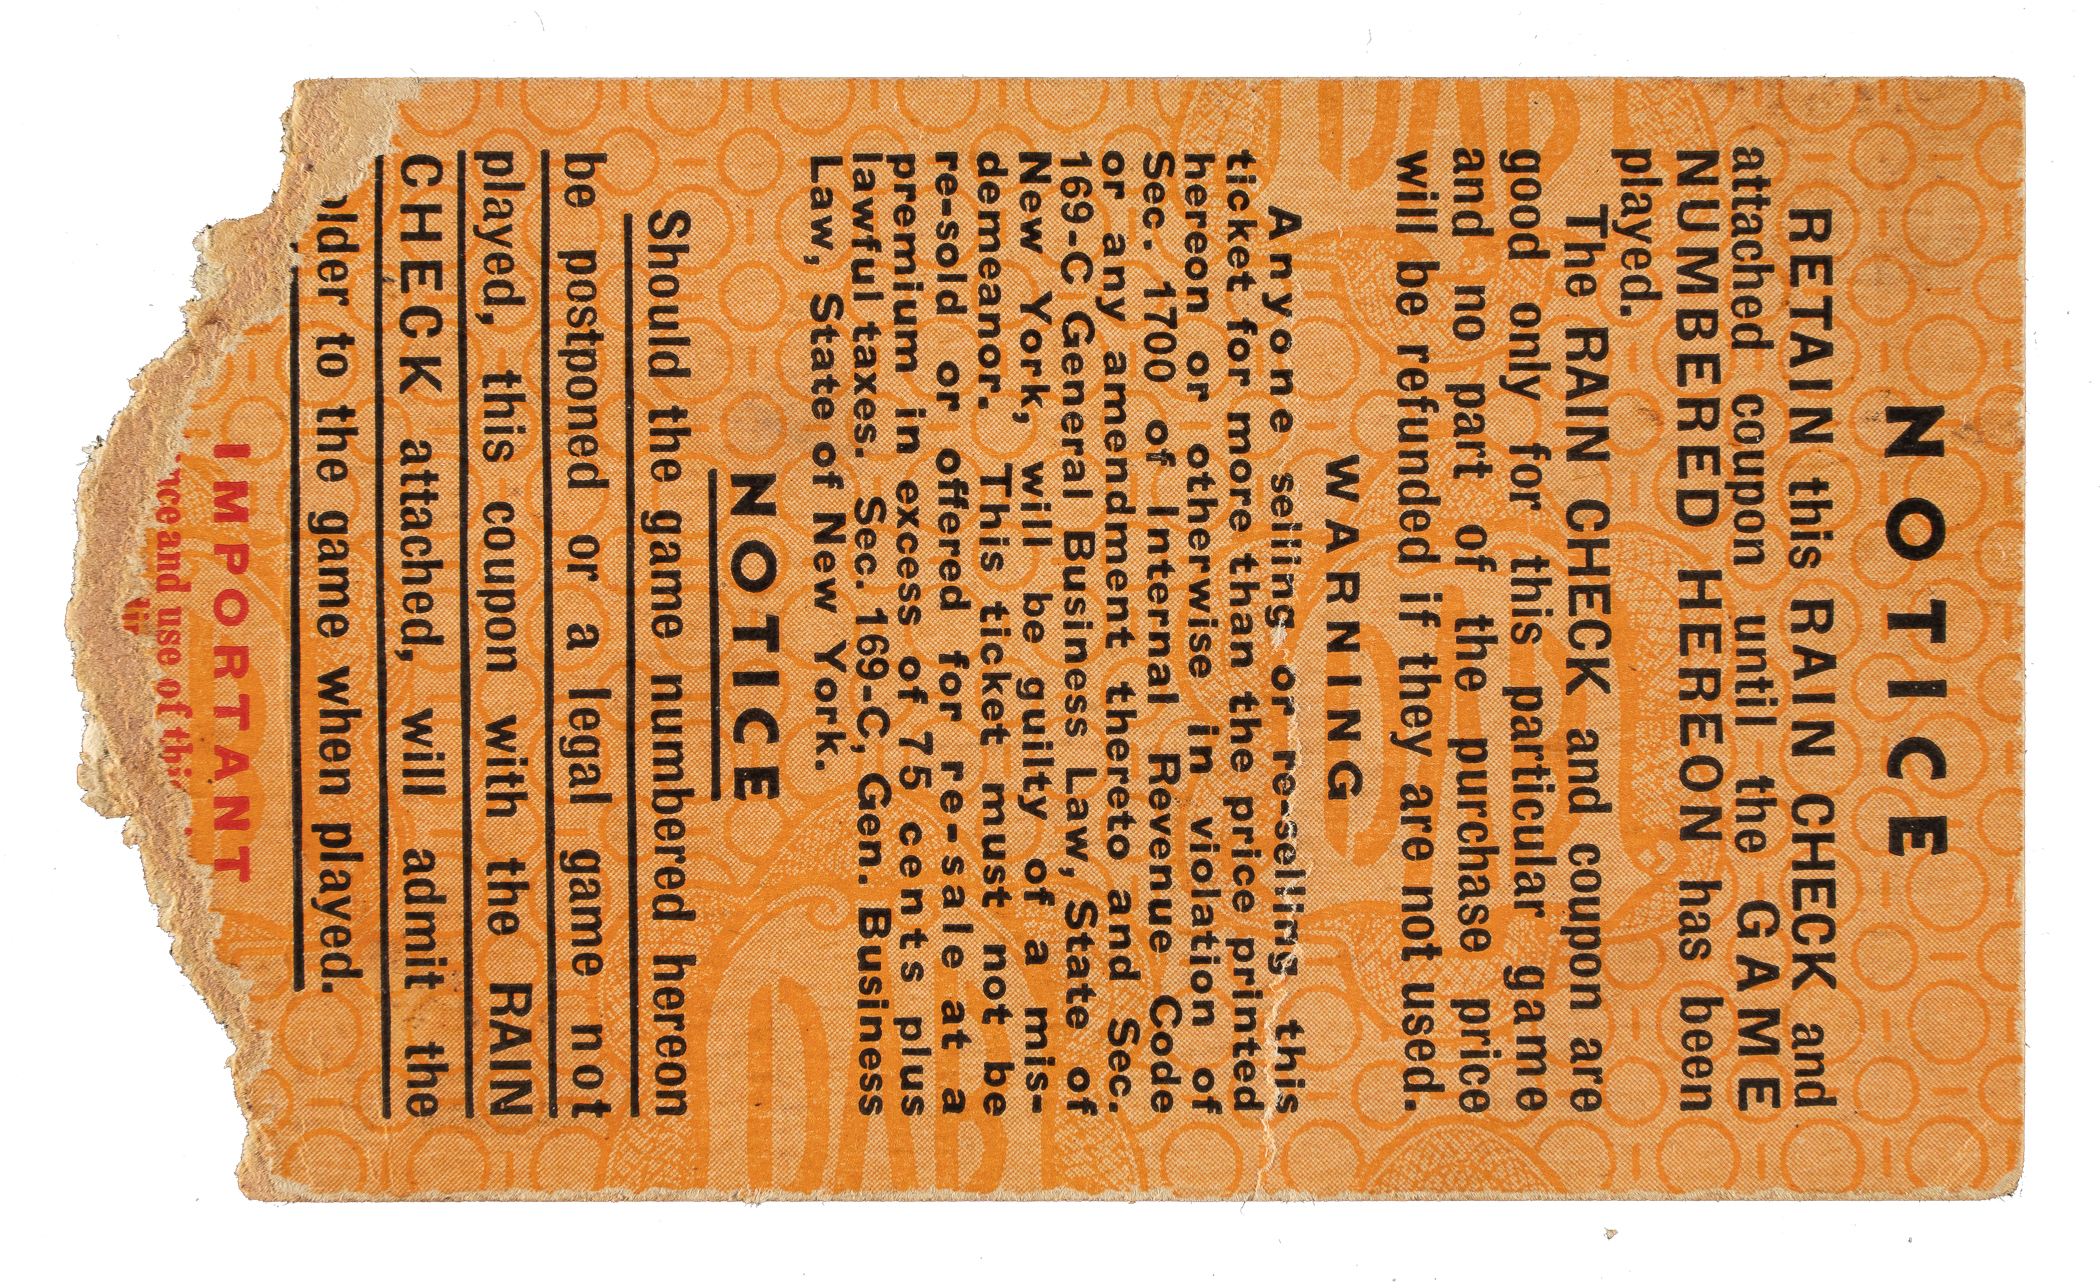 NOTICE
RETAIN this RAIN CHECK and
attached coupon until the GAME
NUMBERED HEREON has been
played.
The RAIN CHECK and coupon are
good only for this particular game
and no part of the purchase price
will be refunded if they are not used.
WARNING
Anyone selling or re-selling this
ticket for more than the price printed
hereon or otherwise in violation of
Sec. 1700 of Internal Revenue Code
or any amendment thereto and Sec.
169-C General Business Law, State of
New York, will be guilty of a mis-
demeanor. This ticket must not be
re-sold or offered for re-sale at a
premium in excess of 75 cents plus
lawful taxes. Sec. 169-C, Gen. Business
Law, State of New York.
NOTICE
Should the game numbered hereon
be postponed or a legal game not
played, this coupon with the RAIN
CHECK attached, will admit the
older to the game when played.
IMPORTANT
nce and use of this